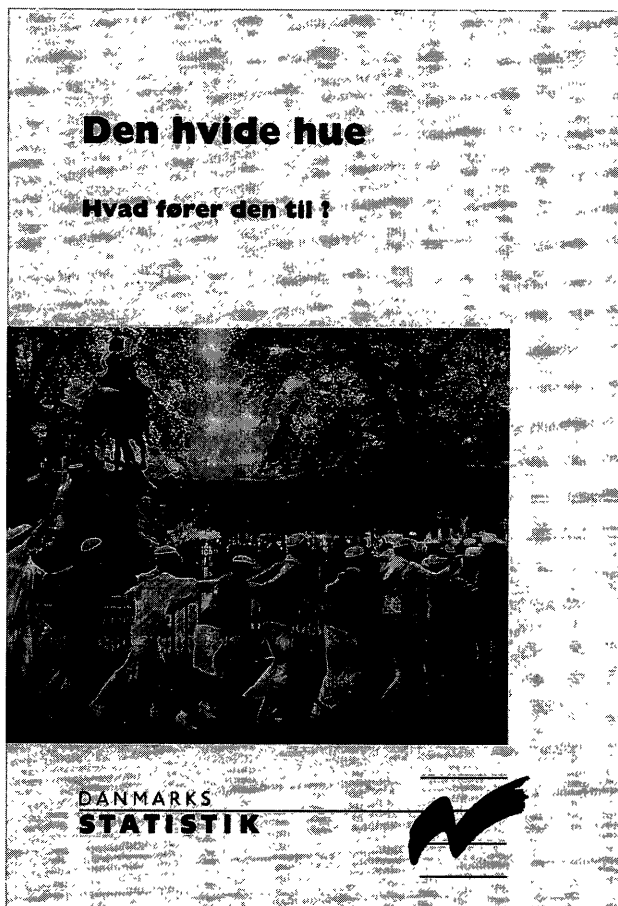 Den hvide hue
Hvad fører den til ?
DANMARKS
STATISTIK